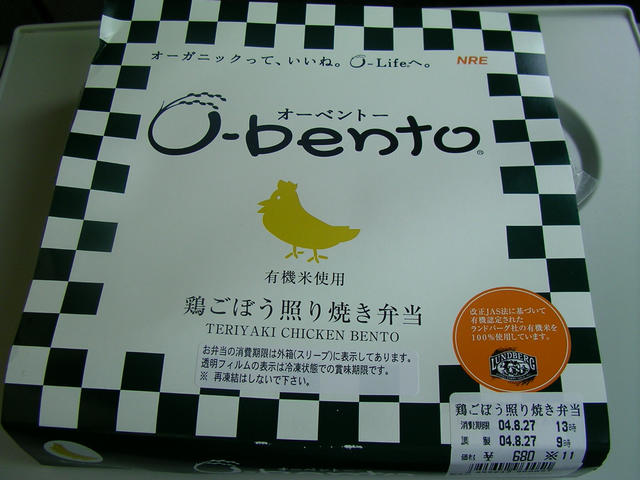 オーガニックって、いいね。O-Lifeへ。 NRE
オーベントー
O-bento®
有機米使用
鶏ごぼう照り焼き弁当
TERIYAKI CHICKEN BENTO
お弁当の消費期限は外箱(スリーブ)に表示してあります。
透明フィルムの表示は冷凍状態での賞味期限です。
※ 再凍結はしないで下さい。
改正JAS法に基づいて
有機認定された
ランドバーグ社の有機米を
100%使用しています。
LUNDBERG
鶏ごぼう照り焼き弁当
消費期限 04.8.27 13時
調 製 04.8.27 9時
価格 ¥ 680 ※11
O-bento